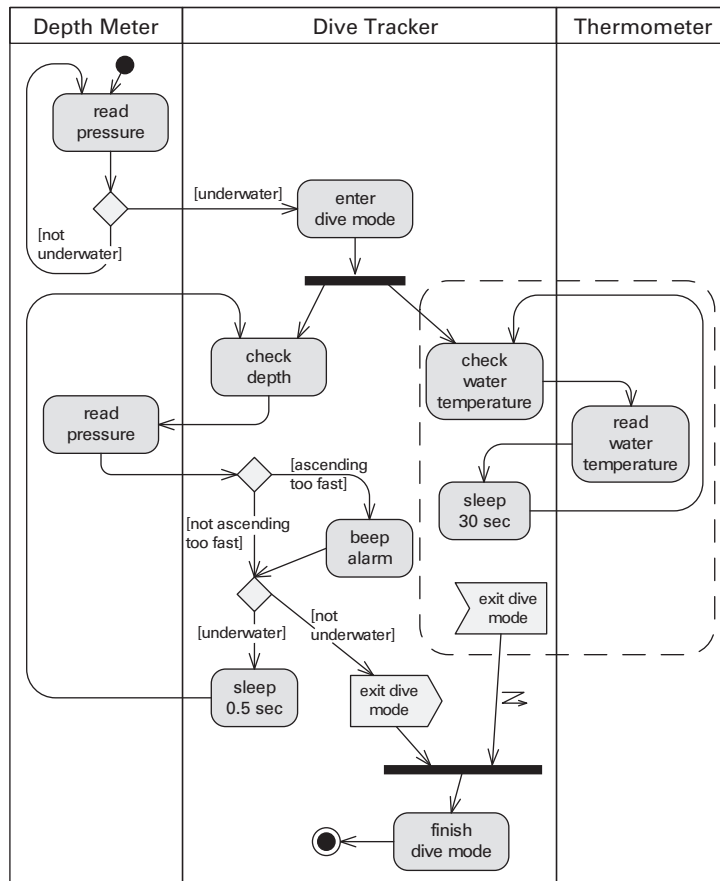 Depth Meter
Dive Tracker
Thermometer
read
pressure
[underwater]
enter
dive mode
[not
underwater]
check
depth
check
water
temperature
read
pressure
read
water
temperature
[ascending
too fast]
sleep
30 sec
[not ascending
too fast]
beep
alarm
exit dive
mode
[underwater]
[not
underwater]
sleep
0.5 sec
exit dive
mode
finish
dive mode